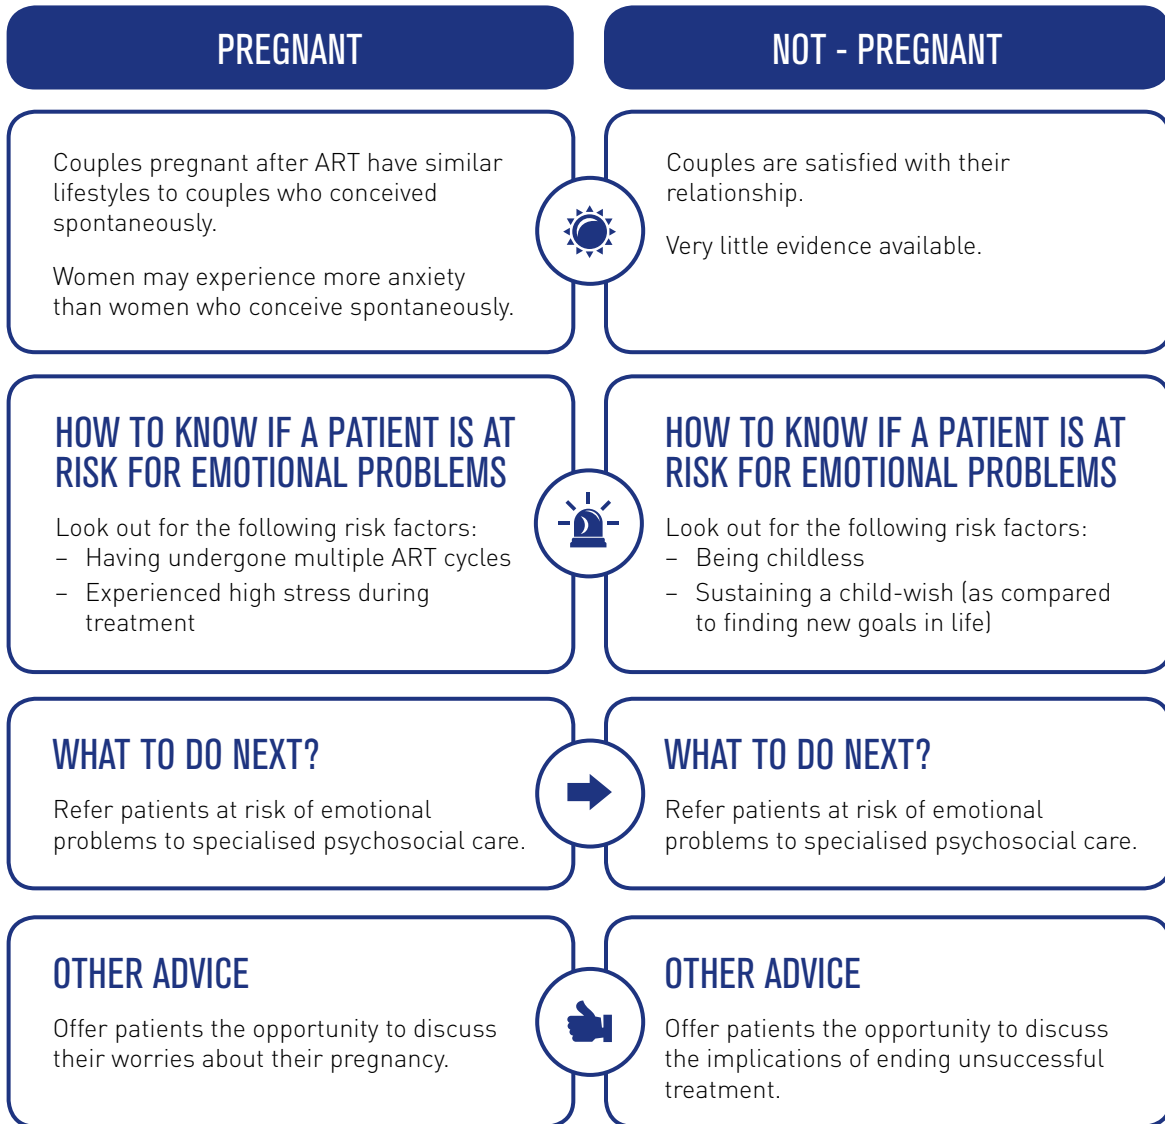 PREGNANT
NOT - PREGNANT
Couples pregnant after ART have similar
lifestyles to couples who conceived
spontaneously.
Women may experience more anxiety
than women who conceive spontaneously.
Couples are satisfied with their
relationship.
Very little evidence available.
HOW TO KNOW IF A PATIENT IS AT
RISK FOR EMOTIONAL PROBLEMS
Look out for the following risk factors:
– Having undergone multiple ART cycles
– Experienced high stress during
treatment
HOW TO KNOW IF A PATIENT IS AT
RISK FOR EMOTIONAL PROBLEMS
Look out for the following risk factors:
– Being childless
– Sustaining a child-wish (as compared
to finding new goals in life)
WHAT TO DO NEXT?
Refer patients at risk of emotional
problems to specialised psychosocial care.
WHAT TO DO NEXT?
Refer patients at risk of emotional
problems to specialised psychosocial care.
OTHER ADVICE
Offer patients the opportunity to discuss
their worries about their pregnancy.
OTHER ADVICE
Offer patients the opportunity to discuss
the implications of ending unsuccessful
treatment.